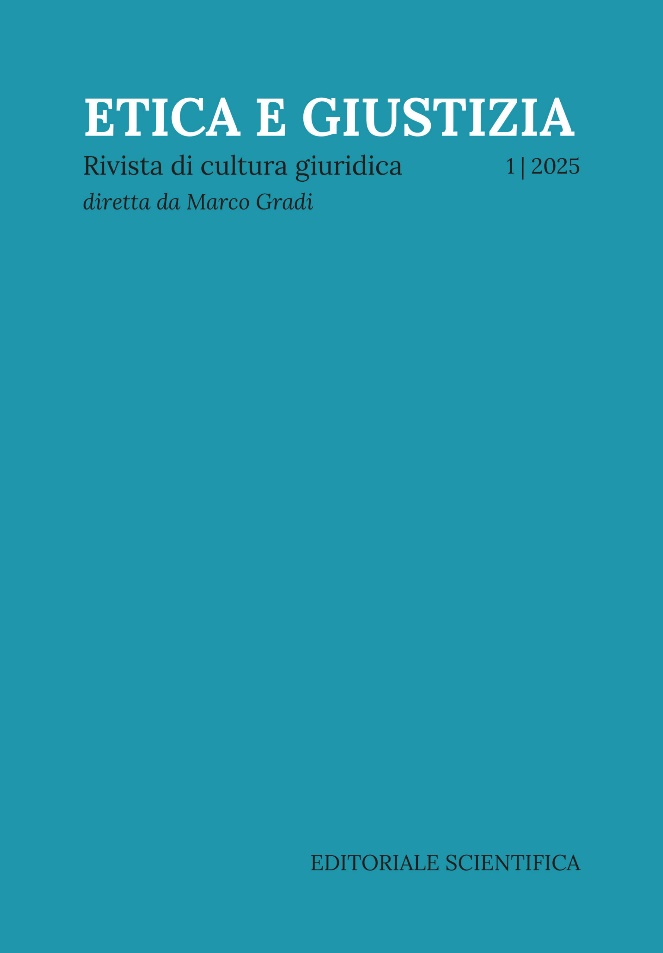 ETICA E GIUSTIZIA
Rivista di cultura giuridica 1 | 2025
diretta da Marco Gradi
EDITORIALE SCIENTIFICA